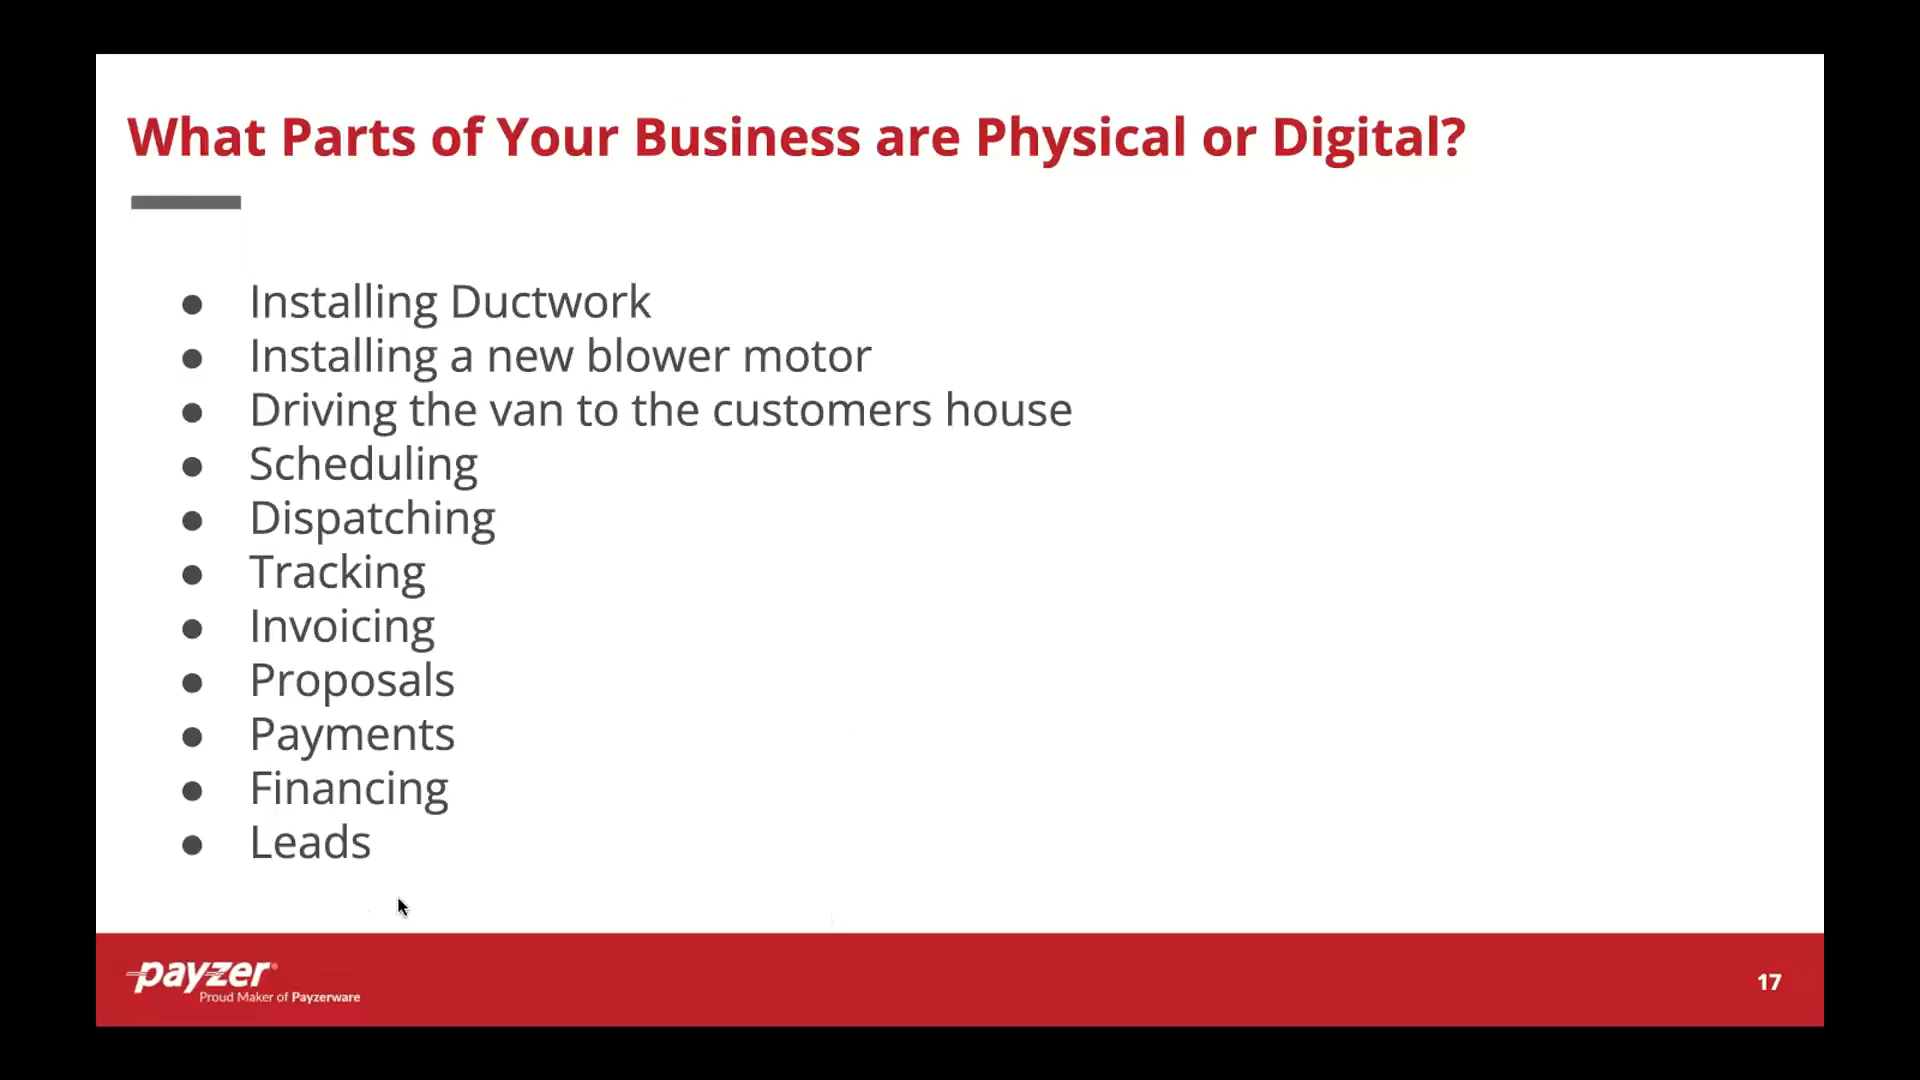 What Parts of Your Business are Physical or Digital?
● Installing Ductwork
● Installing a new blower motor
● Driving the van to the customers house
● Scheduling
● Dispatching
● Tracking
● Invoicing
● Proposals
● Payments
● Financing
● Leads
payzer®
Proud Maker of Payzerware
17